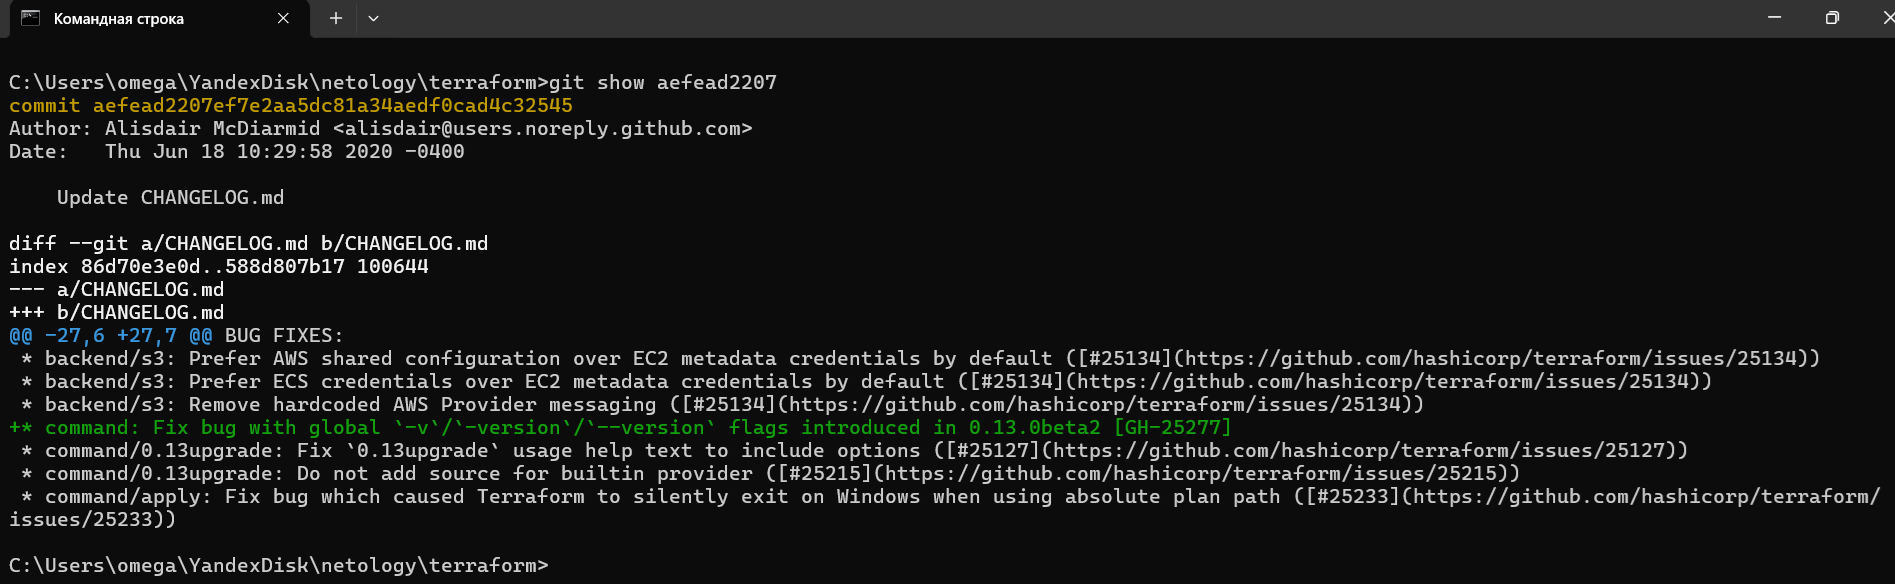 Командная строка
C:\Users\omega\YandexDisk\netology\terraform>git show aefead2207
commit aefead2207ef7e2aa5dc81a34aedf0cad4c32545
Author: Alisdair McDiarmid <alisdair@users.noreply.github.com>
Date:   Thu Jun 18 10:29:58 2020 -0400
    Update CHANGELOG.md
diff --git a/CHANGELOG.md b/CHANGELOG.md
index 86d70e3e0d..588d807b17 100644
--- a/CHANGELOG.md
+++ b/CHANGELOG.md
@@ -27,6 +27,7 @@ BUG FIXES:
 * backend/s3: Prefer AWS shared configuration over EC2 metadata credentials by default ([#25134](https://github.com/hashicorp/terraform/issues/25134))
 * backend/s3: Prefer ECS credentials over EC2 metadata credentials by default ([#25134](https://github.com/hashicorp/terraform/issues/25134))
 * backend/s3: Remove hardcoded AWS Provider messaging ([#25134](https://github.com/hashicorp/terraform/issues/25134))
+* command: Fix bug with global `-v`/`-version`/`--version` flags introduced in 0.13.0beta2 [GH-25277]
 * command/0.13upgrade: Fix `0.13upgrade` usage help text to include options ([#25127](https://github.com/hashicorp/terraform/issues/25127))
 * command/0.13upgrade: Do not add source for builtin provider ([#25215](https://github.com/hashicorp/terraform/issues/25215))
 * command/apply: Fix bug which caused Terraform to silently exit on Windows when using absolute plan path ([#25233](https://github.com/hashicorp/terraform/
issues/25233))
C:\Users\omega\YandexDisk\netology\terraform>